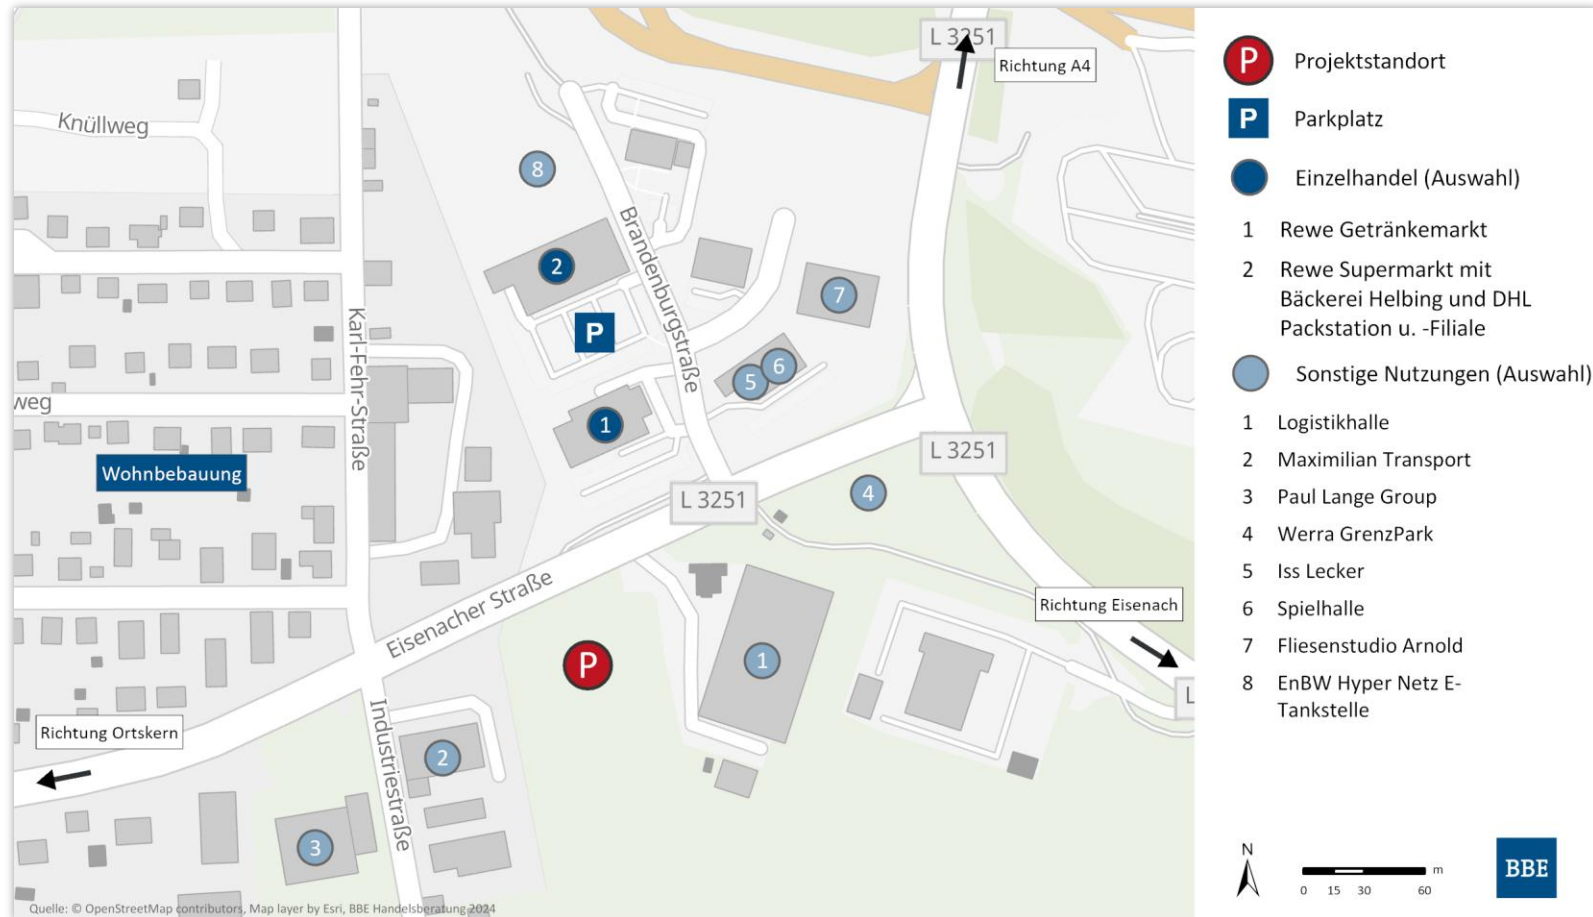 L 3251
Richtung A4
Knüllweg
8
Brandenburgstraße
2
7
P
Karl-Fehr-Straße
6
5
weg
1
L 3251
Wohnbebauung
L 3251
4
Eisenacher Straße
Richtung Eisenach
P
1
L
Industriestraße
Richtung Ortskern
2
3
Quelle: © OpenStreetMap contributors, Map layer by Esri, BBE Handelsberatung 2024
P Projektstandort
P Parkplatz
Einzelhandel (Auswahl)
1 Rewe Getränkemarkt
2 Rewe Supermarkt mit
Bäckerei Helbing und DHL
Packstation u. -Filiale
Sonstige Nutzungen (Auswahl)
1 Logistikhalle
2 Maximilian Transport
3 Paul Lange Group
4 Werra GrenzPark
5 Iss Lecker
6 Spielhalle
7 Fliesenstudio Arnold
8 EnBW Hyper Netz E-
Tankstelle
N
m
0 15 30 60
BBE